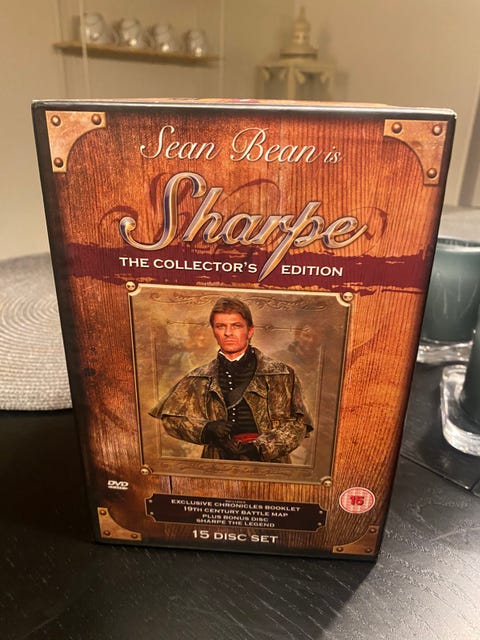 Sean Bean is
Sharpe
THE COLLECTOR'S EDITION
DVD
INCLUDES
EXCLUSIVE CHRONICLES BOOKLET
19TH CENTURY BATTLE MAP
PLUS BONUS DISC
SHARPE THE LEGEND
15
15 DISC SET